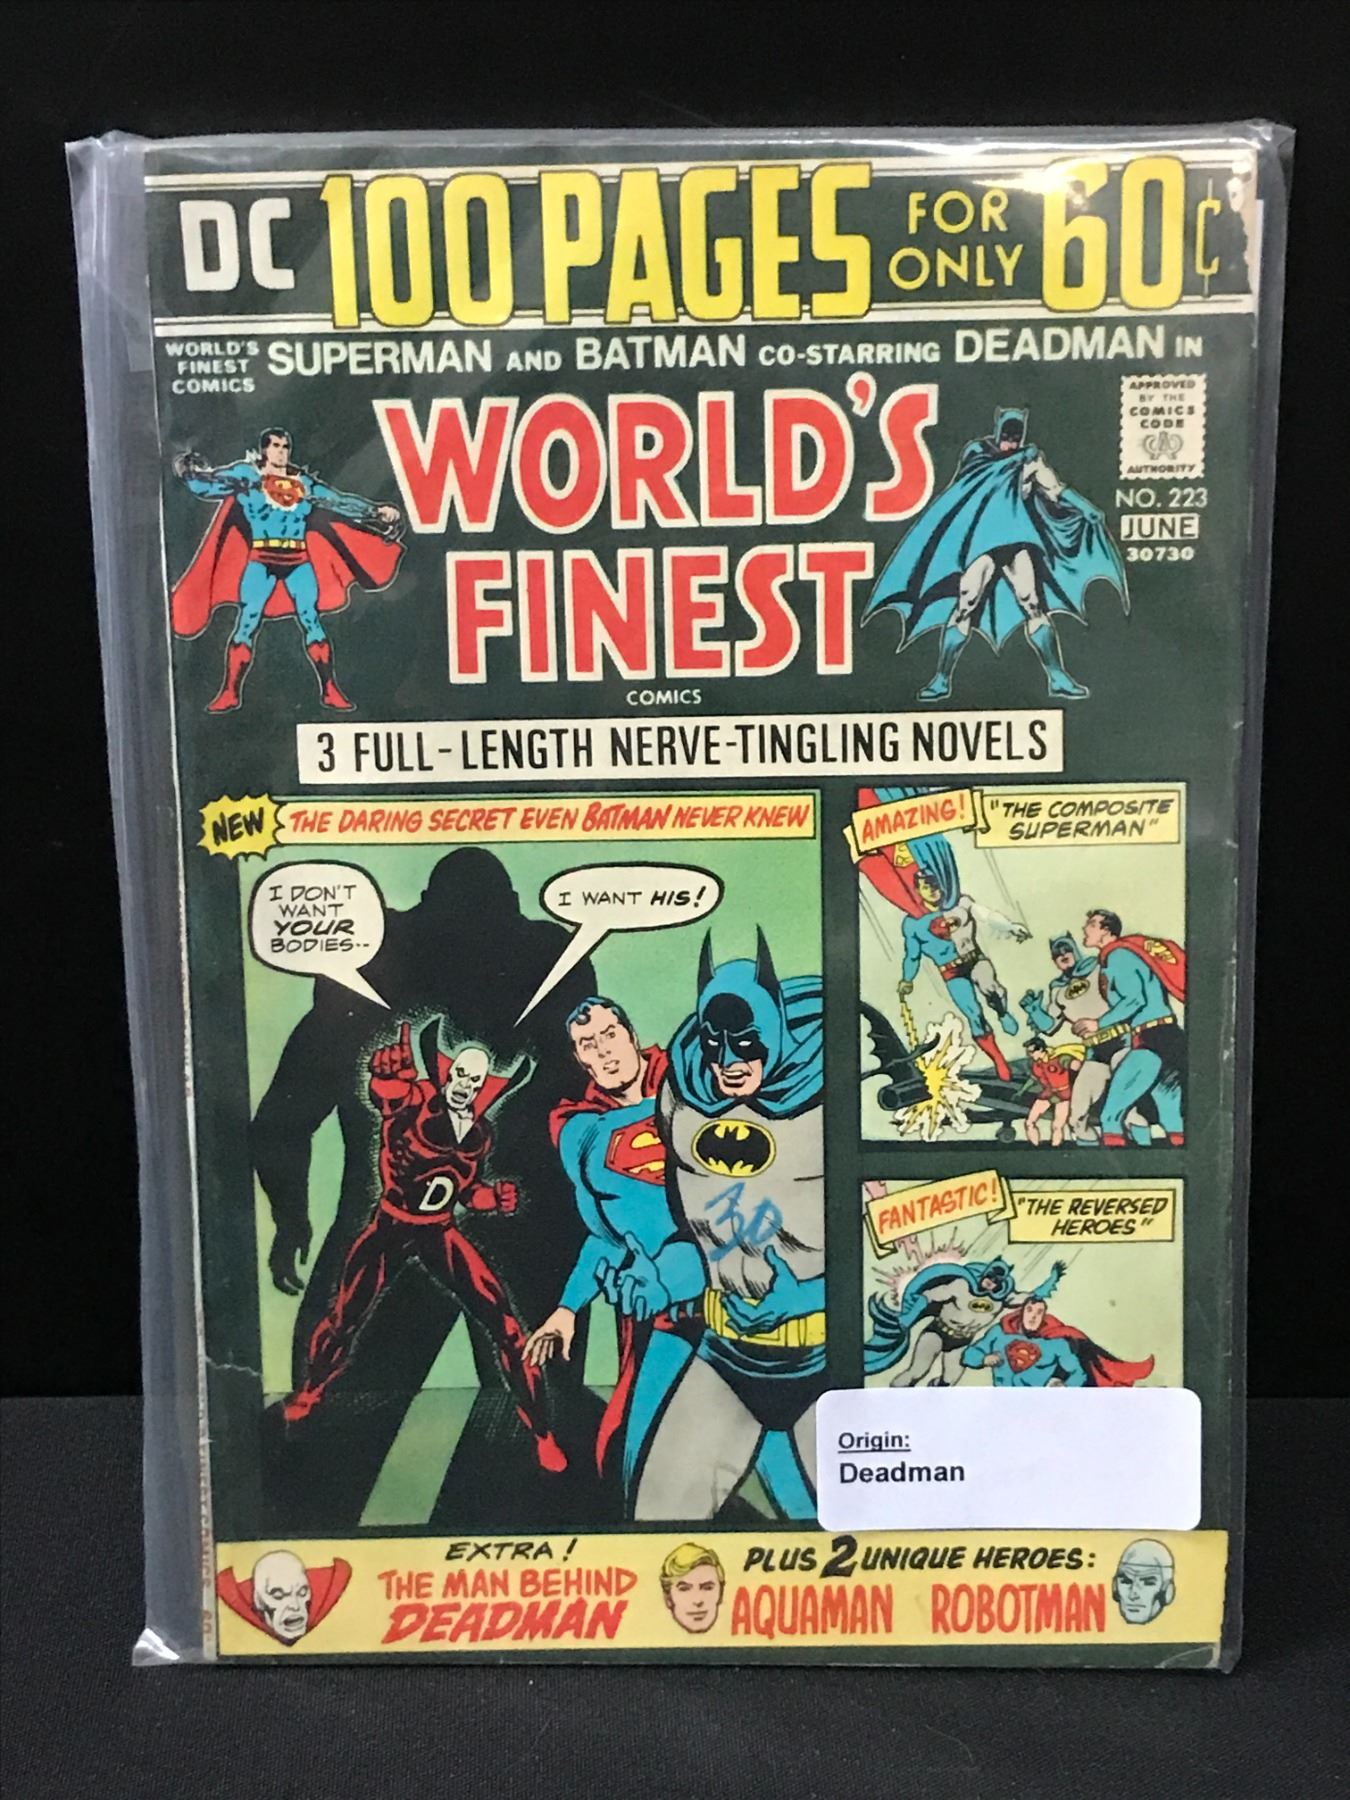 DC 100 PAGES FOR ONLY 60¢
WORLD'S FINEST COMICS
SUPERMAN AND BATMAN CO-STARRING DEADMAN IN
WORLD'S
FINEST
COMICS
APPROVED
BY THE
COMICS
CODE
AUTHORITY
NO. 223
JUNE
30730
3 FULL-LENGTH NERVE-TINGLING NOVELS
NEW THE DARING SECRET EVEN BATMAN NEVER KNEW
I DON'T
WANT
YOUR
BODIES--
I WANT HIS!
D
30
AMAZING! "THE COMPOSITE
SUPERMAN"
FANTASTIC! "THE REVERSED
HEROES"
Origin:
Deadman
EXTRA!
THE MAN BEHIND
DEADMAN
PLUS 2 UNIQUE HEROES:
AQUAMAN ROBOTMAN